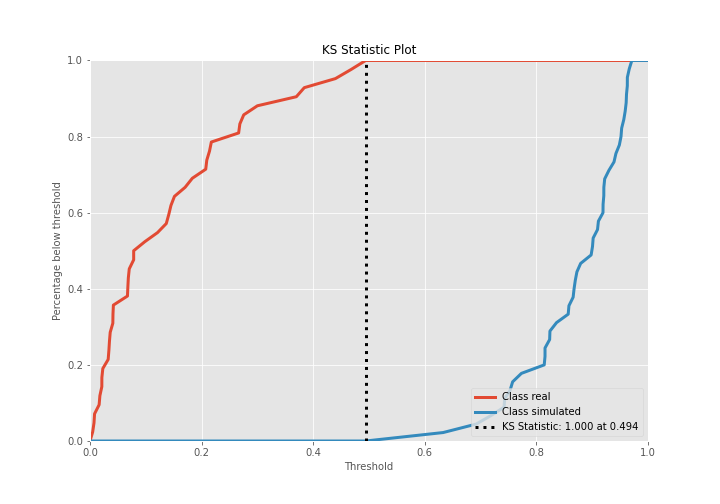 KS Statistic Plot
1.0
0.8
0.6
0.4
0.2
0.0
Percentage below threshold
0.0 0.2 0.4 0.6 0.8 1.0
Threshold
Class real
Class simulated
KS Statistic: 1.000 at 0.494